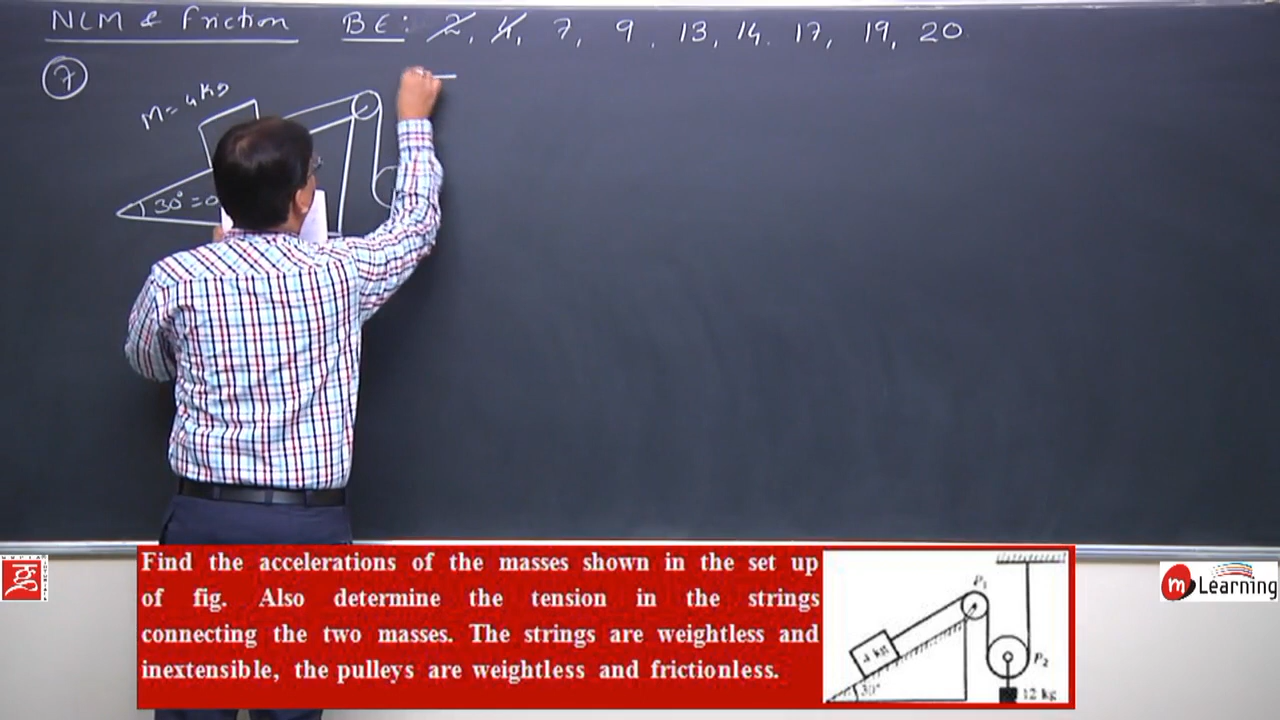 NLM & Friction BE: 2, 4, 7, 9, 13, 14, 17, 19, 20
7
M = 4 kg
30° = θ
Find the accelerations of the masses shown in the set up
of fig. Also determine the tension in the strings
connecting the two masses. The strings are weightless and
inextensible, the pulleys are weightless and frictionless.
P₁
4 kg
P₂
30°
12 kg
m Learning